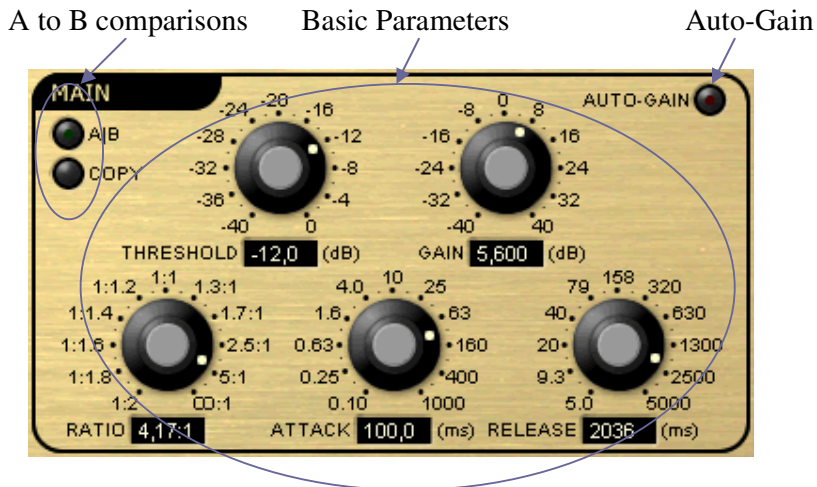 A to B comparisons Basic Parameters Auto-Gain
MAIN
AUTO-GAIN
A|B
COPY
-40 -36 -32 -28 -24 -20 -16 -12 -8 -4 0
THRESHOLD -12,0 (dB)
-40 -32 -24 -16 -8 0 8 16 24 32 40
GAIN 5,600 (dB)
1:2 1:1.8 1:1.6 1:1.4 1:1.2 1:1 1.3:1 1.7:1 2.5:1 5:1 OO:1
RATIO 4,17:1
0.10 0.25 0.63 1.6 4.0 10 25 63 160 400 1000
ATTACK 100,0 (ms)
5.0 9.3 20 40 79 158 320 630 1300 2500 5000
RELEASE 2036 (ms)